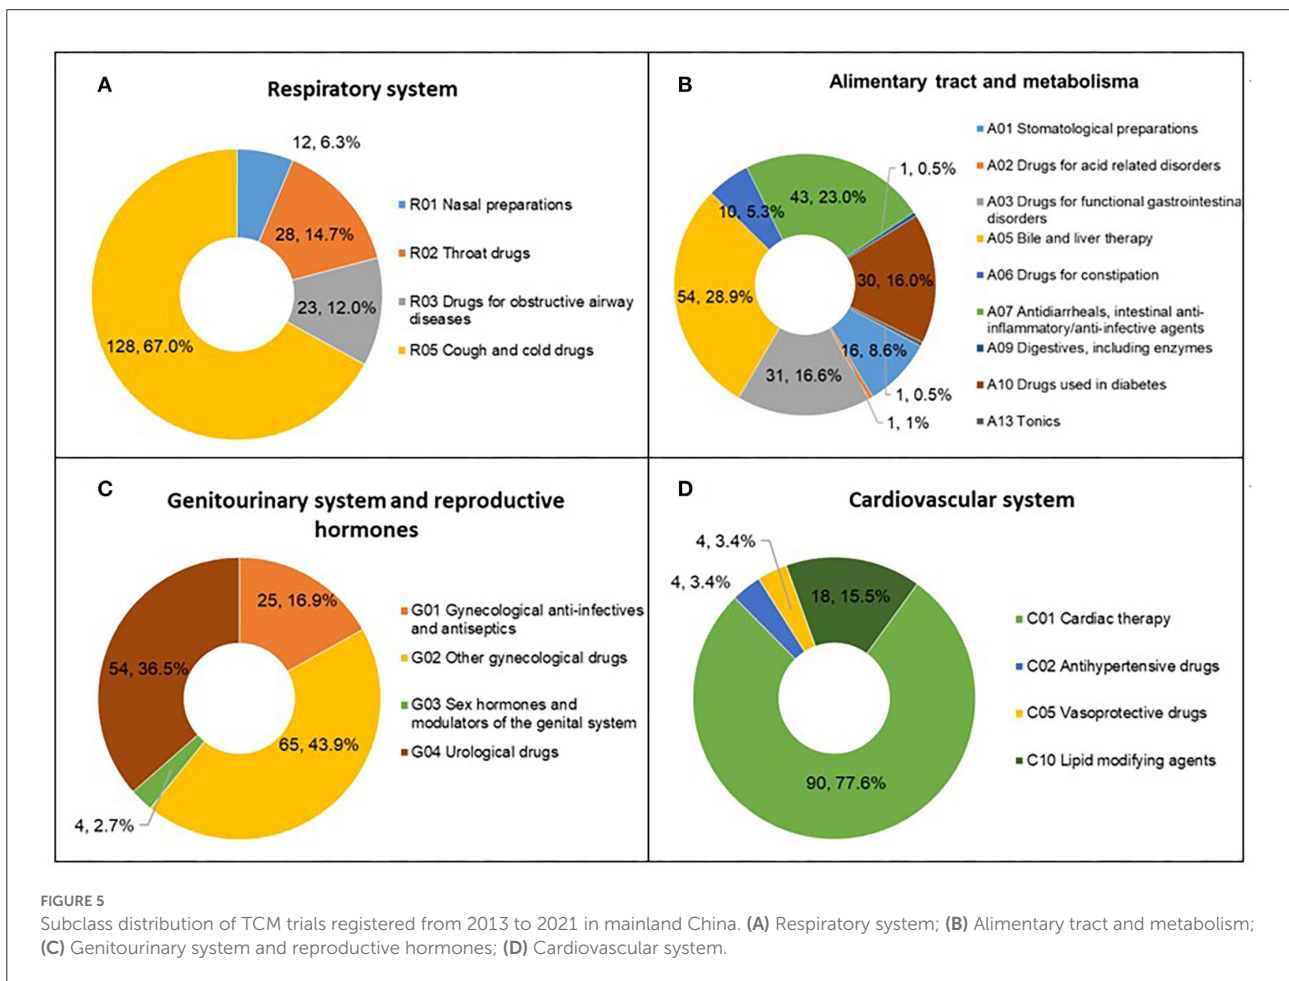 A
Respiratory system
12, 6.3%
28, 14.7%
23, 12.0%
128, 67.0%
R01 Nasal preparations
R02 Throat drugs
R03 Drugs for obstructive airway
diseases
R05 Cough and cold drugs
B
Alimentary tract and metabolisma
1, 0.5%
43, 23.0%
10, 5.3%
30, 16.0%
54, 28.9%
16, 8.6%
31, 16.6%
1, 0.5%
1, 1%
A01 Stomatological preparations
A02 Drugs for acid related disorders
A03 Drugs for functional gastrointestina
disorders
A05 Bile and liver therapy
A06 Drugs for constipation
A07 Antidiarrheals, intestinal anti-
inflammatory/anti-infective agents
A09 Digestives, including enzymes
A10 Drugs used in diabetes
A13 Tonics
C
Genitourinary system and reproductive
hormones
25, 16.9%
54, 36.5%
65, 43.9%
4, 2.7%
G01 Gynecological anti-infectives
and antiseptics
G02 Other gynecological drugs
G03 Sex hormones and
modulators of the genital system
G04 Urological drugs
D
Cardiovascular system
4, 3.4%
4, 3.4%
18, 15.5%
90, 77.6%
C01 Cardiac therapy
C02 Antihypertensive drugs
C05 Vasoprotective drugs
C10 Lipid modifying agents
FIGURE 5
Subclass distribution of TCM trials registered from 2013 to 2021 in mainland China. (A) Respiratory system; (B) Alimentary tract and metabolism;
(C) Genitourinary system and reproductive hormones; (D) Cardiovascular system.